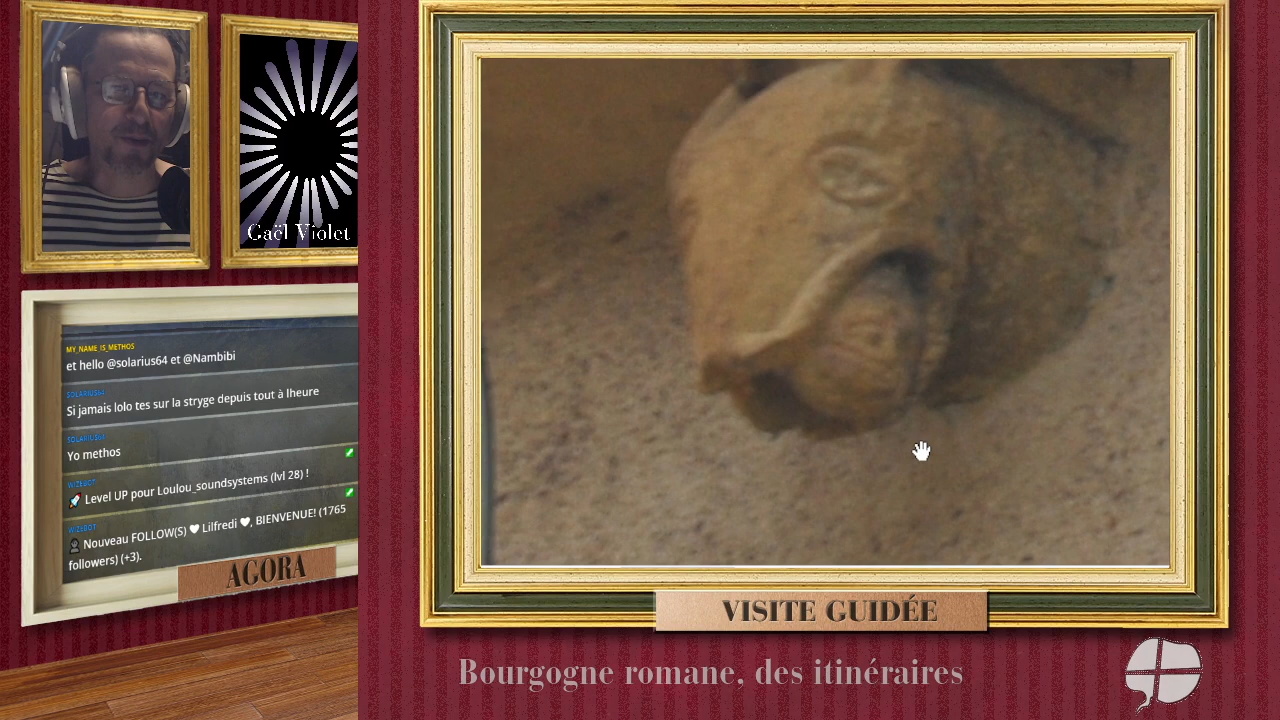 Gaël Violet
MY_NAME_IS_METHOS
et hello @solarius64 et @Nambibi
SOLARIUS64
Si jamais lolo tes sur la stryge depuis tout à lheure
SOLARIUS64
Yo methos
WIZEBOT
Level UP pour Loulou_soundsystems (lvl 28) !
WIZEBOT
Nouveau FOLLOW(S) ♥ Lilfredi ♥, BIENVENUE! (1765
followers) (+3).
AGORA
VISITE GUIDÉE
Bourgogne romane, des itinéraires